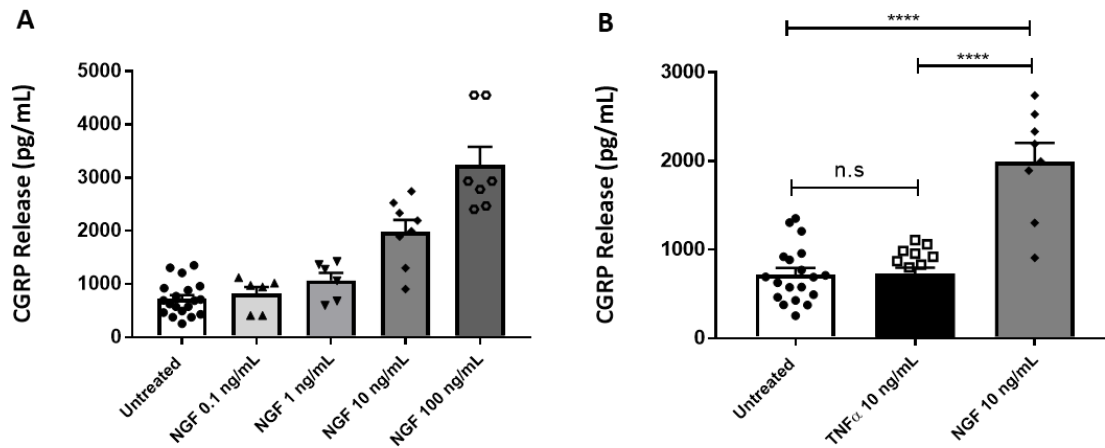 A
CGRP Release (pg/mL)
5000
4000
3000
2000
1000
0
Untreated
NGF 0.1 ng/mL
NGF 1 ng/mL
NGF 10 ng/mL
NGF 100 ng/mL
B
CGRP Release (pg/mL)
****
****
n.s
3000
2000
1000
0
Untreated
TNFα 10 ng/mL
NGF 10 ng/mL